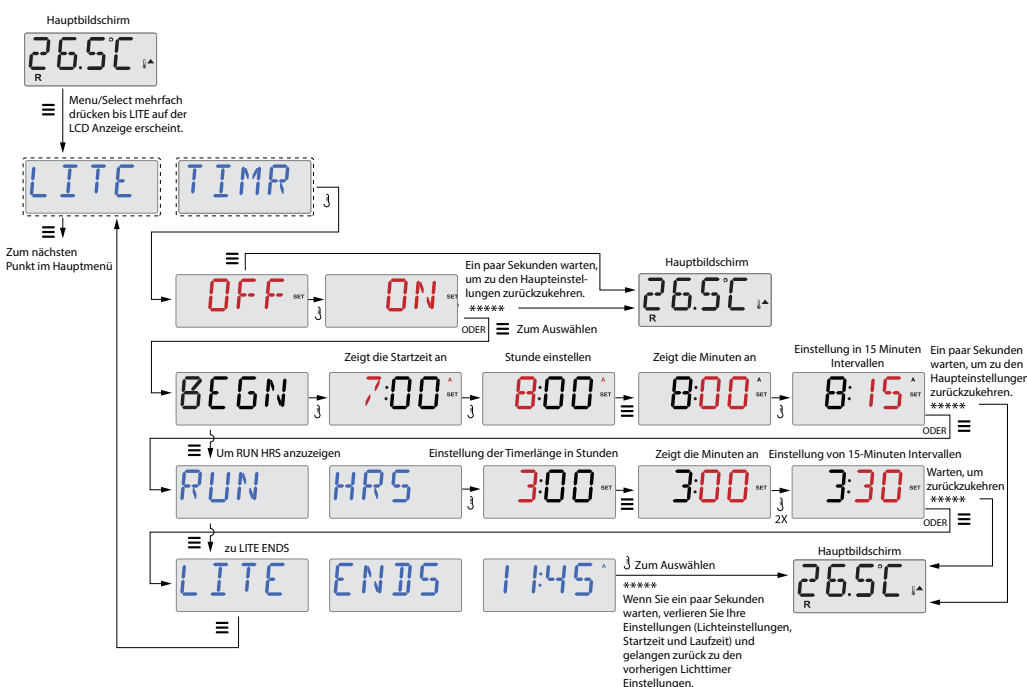 Hauptbildschirm
26.5°C
R
Menu/Select mehrfach
drücken bis LITE auf der
LCD Anzeige erscheint.
LITE
TIMR
Zum nächsten
Punkt im Hauptmenü
OFF SET
ON SET
Ein paar Sekunden warten,
um zu den Haupteinstel-
lungen zurückzukehren.
*****
ODER
Zum Auswählen
Hauptbildschirm
26.5°C
R
BEGN
Zeigt die Startzeit an
7:00 A SET
Stunde einstellen
8:00 A SET
Zeigt die Minuten an
8:00 A SET
Einstellung in 15 Minuten
Intervallen
8:15 A SET
Ein paar Sekunden
warten, um zu den
Haupteinstellungen
zurückzukehren.
*****
ODER
Um RUN HRS anzuzeigen
RUN
HRS
Einstellung der Timerlänge in Stunden
3:00 SET
Zeigt die Minuten an
3:00 SET
2X
Einstellung von 15-Minuten Intervallen
3:30 SET
Warten, um
zurückzukehren
*****
ODER
zu LITE ENDS
LITE
ENDS
11:45 A
Zum Auswählen
*****
Wenn Sie ein paar Sekunden
warten, verlieren Sie Ihre
Einstellungen (Lichteinstellungen,
Startzeit und Laufzeit) und
gelangen zurück zu den
vorherigen Lichttimer
Einstellungen.
Hauptbildschirm
26.5°C
R